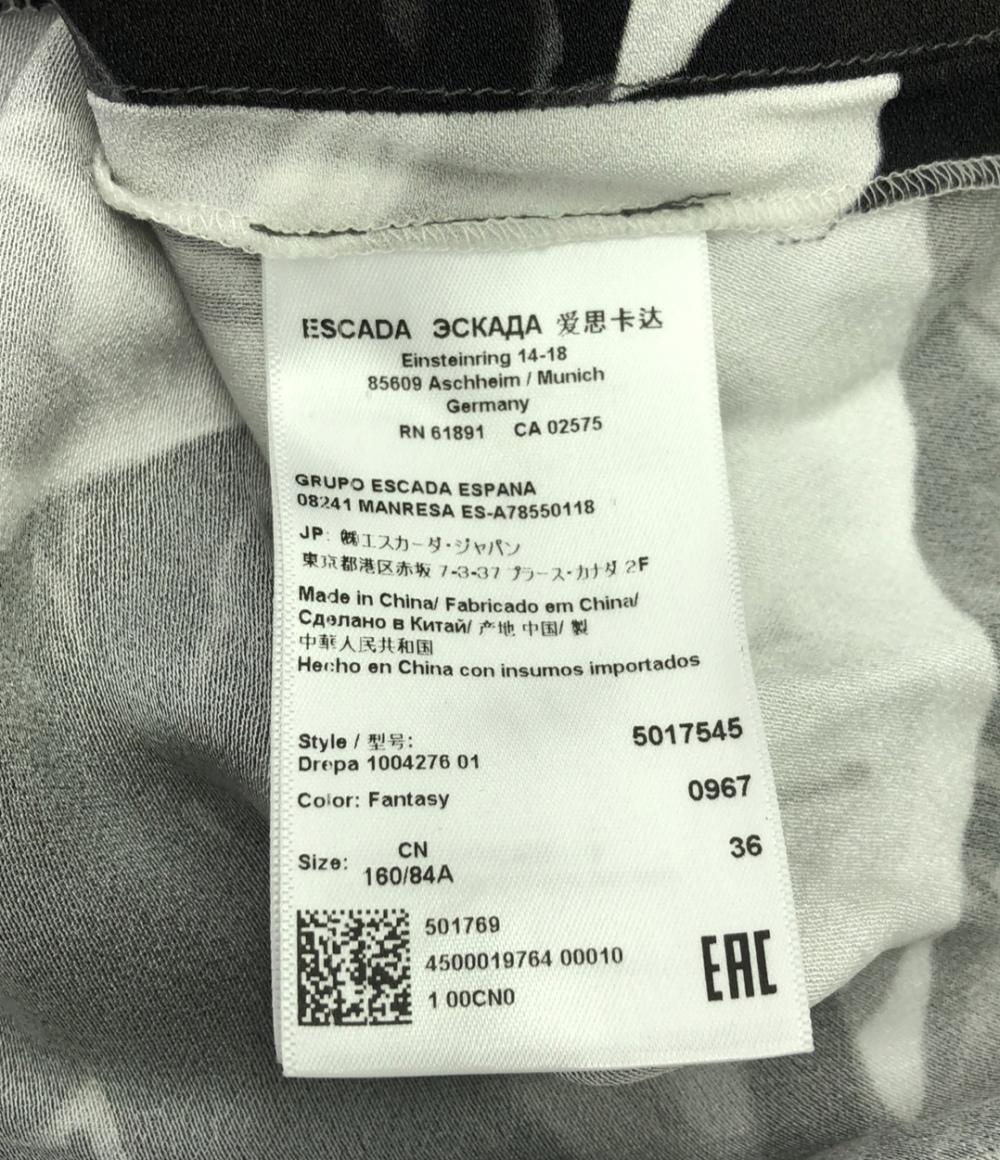 ESCADA ЭСКАДА 爱思卡达
Einsteinring 14-18
85609 Aschheim / Munich
Germany
RN 61891 CA 02575
GRUPO ESCADA ESPANA
08241 MANRESA ES-A78550118
JP: ㈱エスカーダ・ジャパン
東京都港区赤坂 7-3-37 プラース・カナダ 2F
Made in China/ Fabricado em China/
Сделано в Китай/ 产地 中国/ 製
中華人民共和国
Hecho en China con insumos importados
Style / 型号: 5017545
Drepa 1004276 01
Color: Fantasy 0967
Size: CN 36
160/84A
501769
4500019764 00010
1 00CN0
EAC